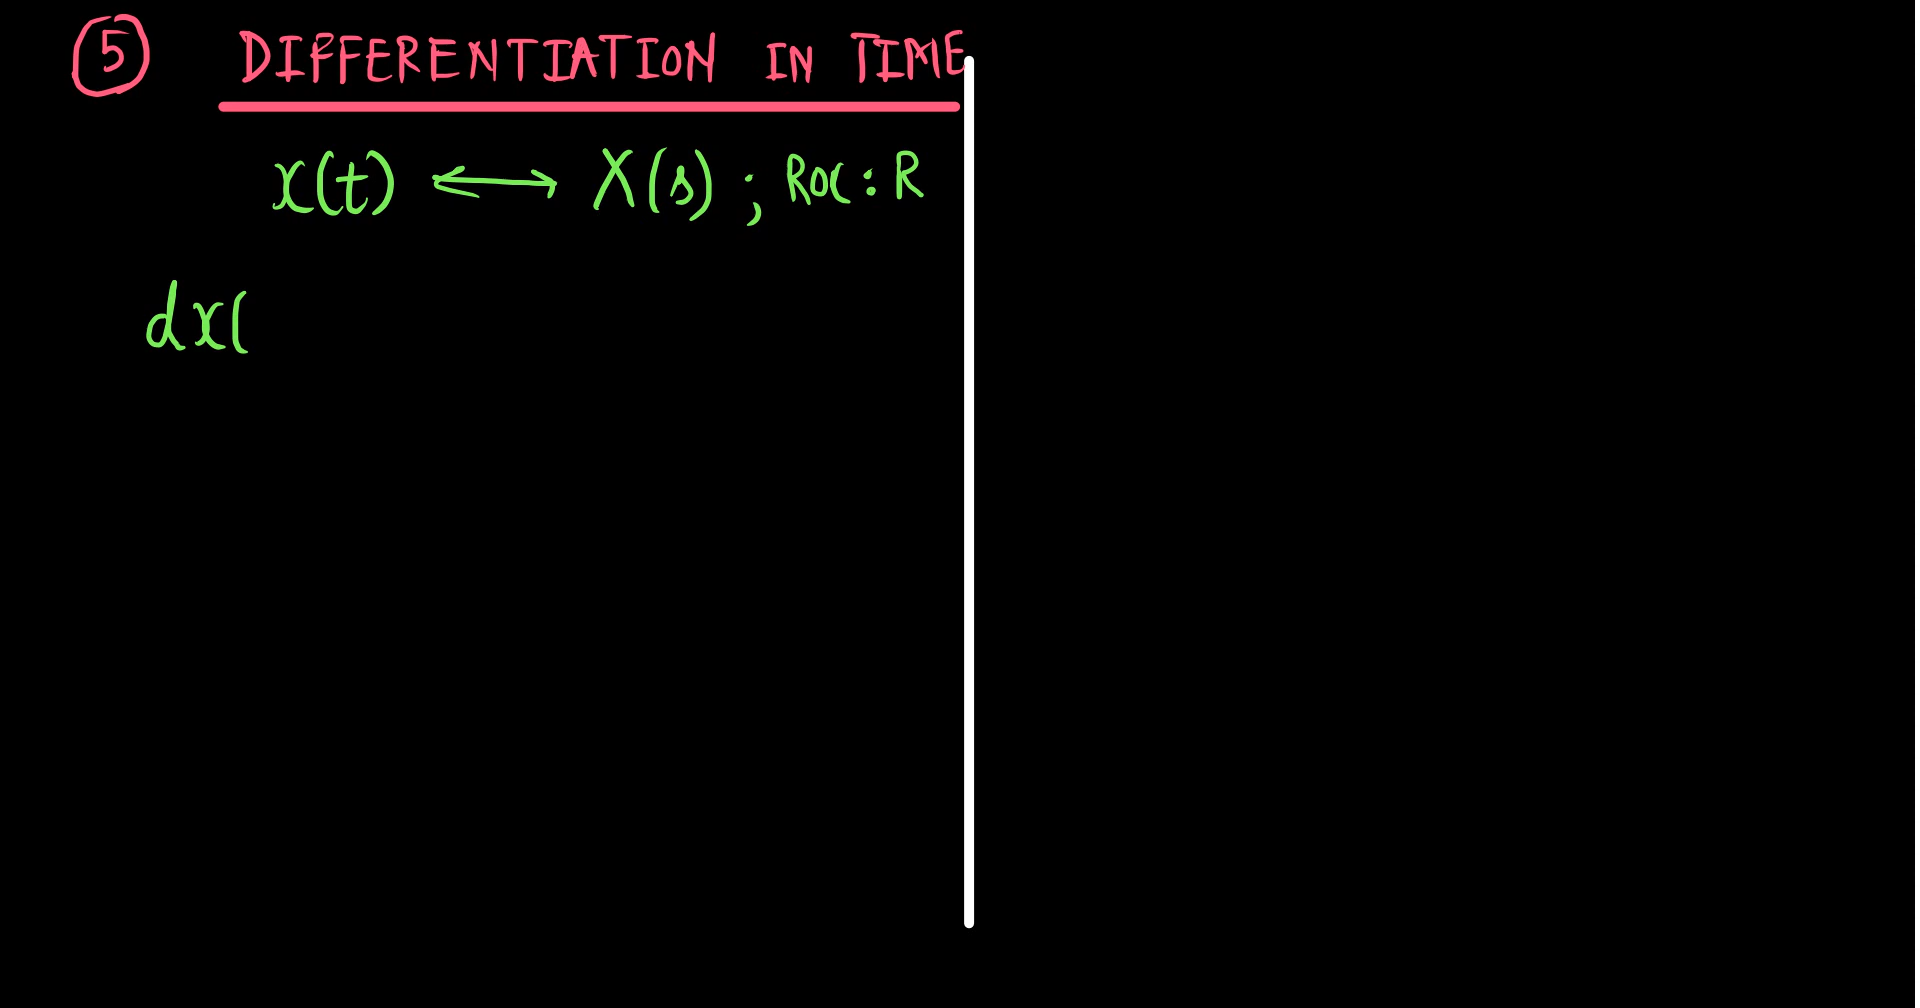 ⑤ DIFFERENTIATION IN TIME
x(t) ⟷ X(s) ; ROC : R
dx(